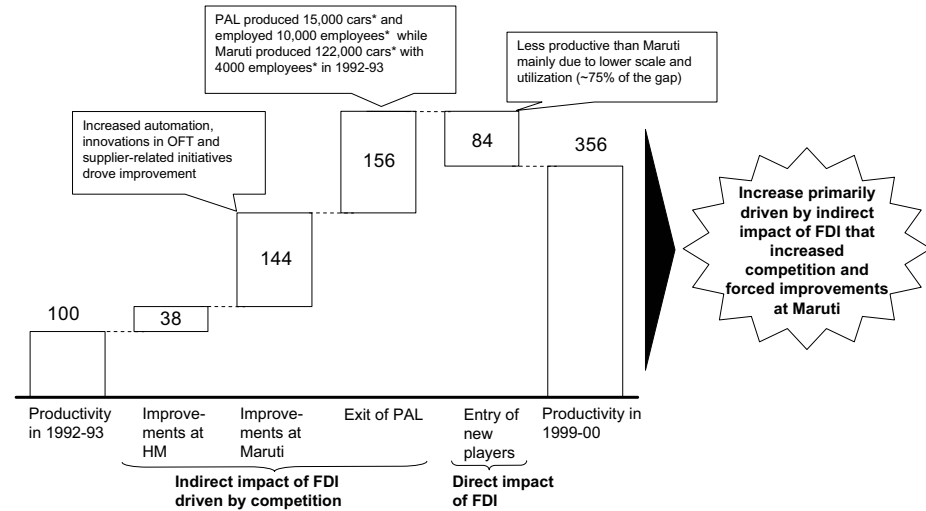 PAL produced 15,000 cars* and
employed 10,000 employees* while
Maruti produced 122,000 cars* with
4000 employees* in 1992-93
Less productive than Maruti
mainly due to lower scale and
utilization (~75% of the gap)
Increased automation,
innovations in OFT and
supplier-related initiatives
drove improvement
100
38
144
156
84
356
Increase primarily
driven by indirect
impact of FDI that
increased
competition and
forced improvements
at Maruti
Productivity
in 1992-93
Improve-
ments at
HM
Improve-
ments at
Maruti
Exit of PAL
Entry of
new
players
Productivity in
1999-00
Indirect impact of FDI
driven by competition
Direct impact
of FDI